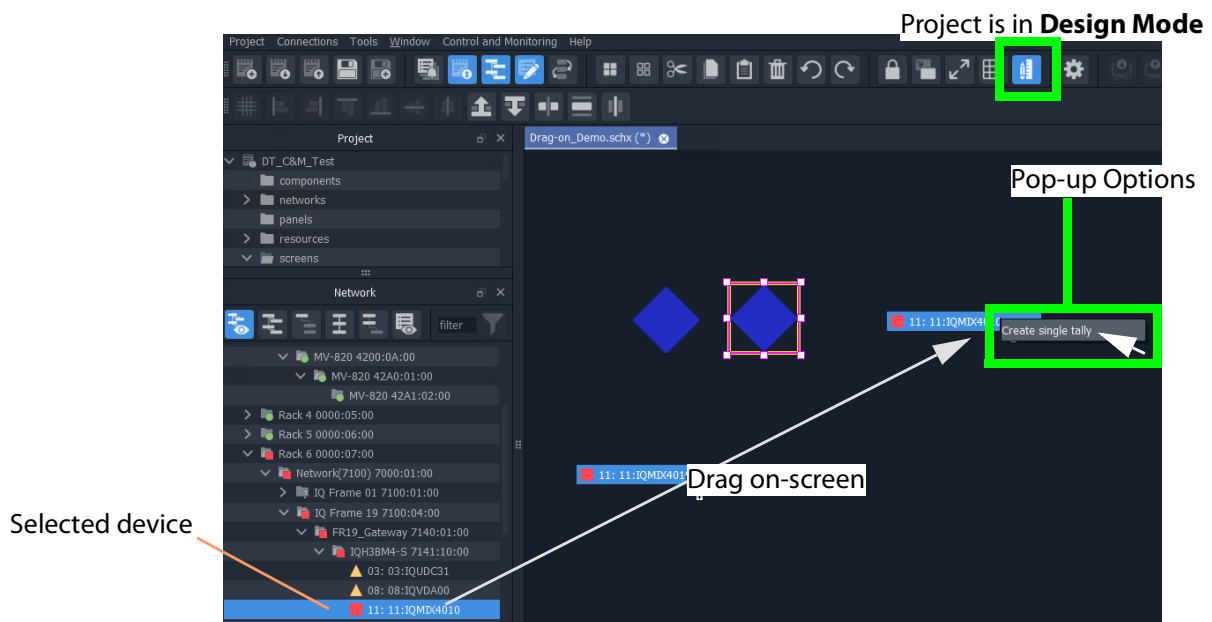 Project is in Design Mode
Project Connections Tools Window Control and Monitoring Help
Project
Drag-on_Demo.schx (*)
DT_C&M_Test
components
networks
panels
resources
screens
Pop-up Options
Network
filter
11: 11:IQMIX40
Create single tally
MV-820 4200:0A:00
MV-820 42A0:01:00
MV-820 42A1:02:00
Rack 4 0000:05:00
Rack 5 0000:06:00
Rack 6 0000:07:00
Network(7100) 7000:01:00
11: 11:IQMIX401
Drag on-screen
IQ Frame 01 7100:01:00
IQ Frame 19 7100:04:00
Selected device
FR19_Gateway 7140:01:00
IQH3BM4-S 7141:10:00
03: 03:IQUDC31
08: 08:IQVDA00
11: 11:IQMIX4010